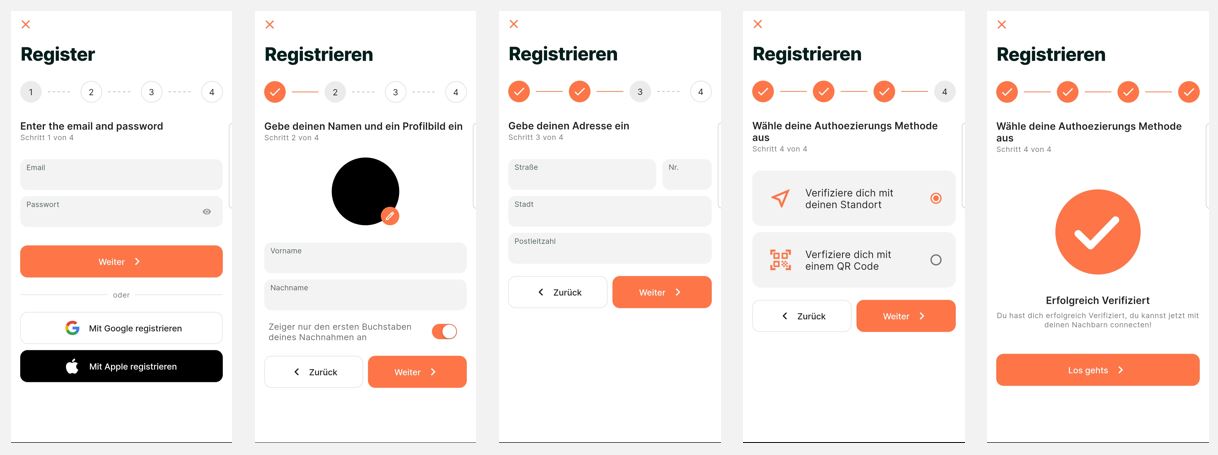 Register
1 2 3 4
Enter the email and password
Schritt 1 von 4
Email
Passwort
Weiter
oder
Mit Google registrieren
Mit Apple registrieren
Registrieren
2 3 4
Gebe deinen Namen und ein Profilbild ein
Schritt 2 von 4
Vorname
Nachname
Zeiger nur den ersten Buchstaben
deines Nachnahmen an
Zurück Weiter
Registrieren
3 4
Gebe deinen Adresse ein
Schritt 3 von 4
Straße Nr.
Stadt
Postleitzahl
Zurück Weiter
Registrieren
4
Wähle deine Authoezierungs Methode
aus
Schritt 4 von 4
Verifiziere dich mit
deinen Standort
Verfiziere dich mit
einem QR Code
Zurück Weiter
Registrieren
Wähle deine Authoezierungs Methode
aus
Schritt 4 von 4
Erfolgreich Verifiziert
Du hast dich erfolgreich Verifiziert, du kannst jetzt mit
deinen Nachbarn connecten!
Los gehts